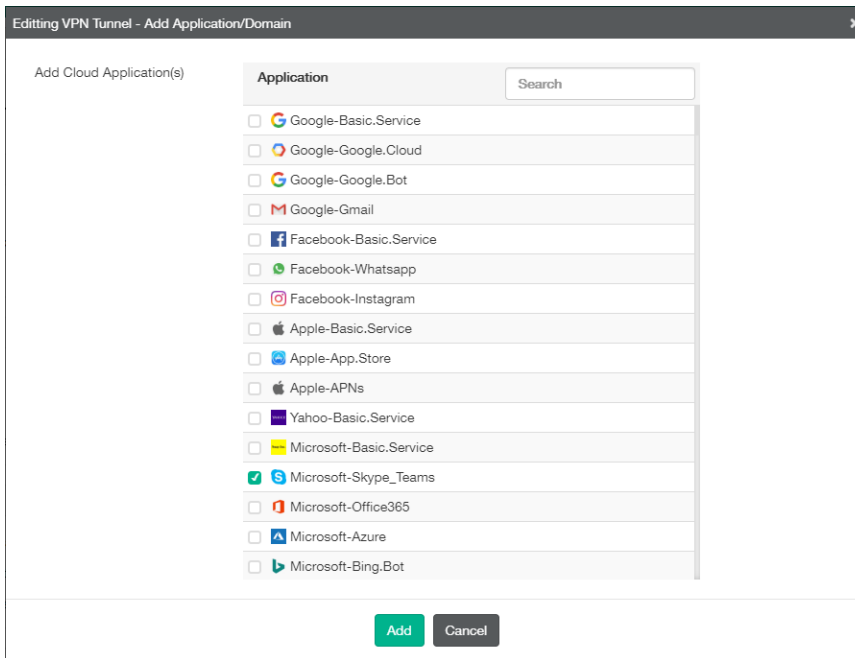 Editting VPN Tunnel - Add Application/Domain
Add Cloud Application(s)
Application
Search
Google-Basic.Service
Google-Google.Cloud
Google-Google.Bot
Google-Gmail
Facebook-Basic.Service
Facebook-Whatsapp
Facebook-Instagram
Apple-Basic.Service
Apple-App.Store
Apple-APNs
Yahoo-Basic.Service
Microsoft-Basic.Service
Microsoft-Skype_Teams
Microsoft-Office365
Microsoft-Azure
Microsoft-Bing.Bot
Add
Cancel